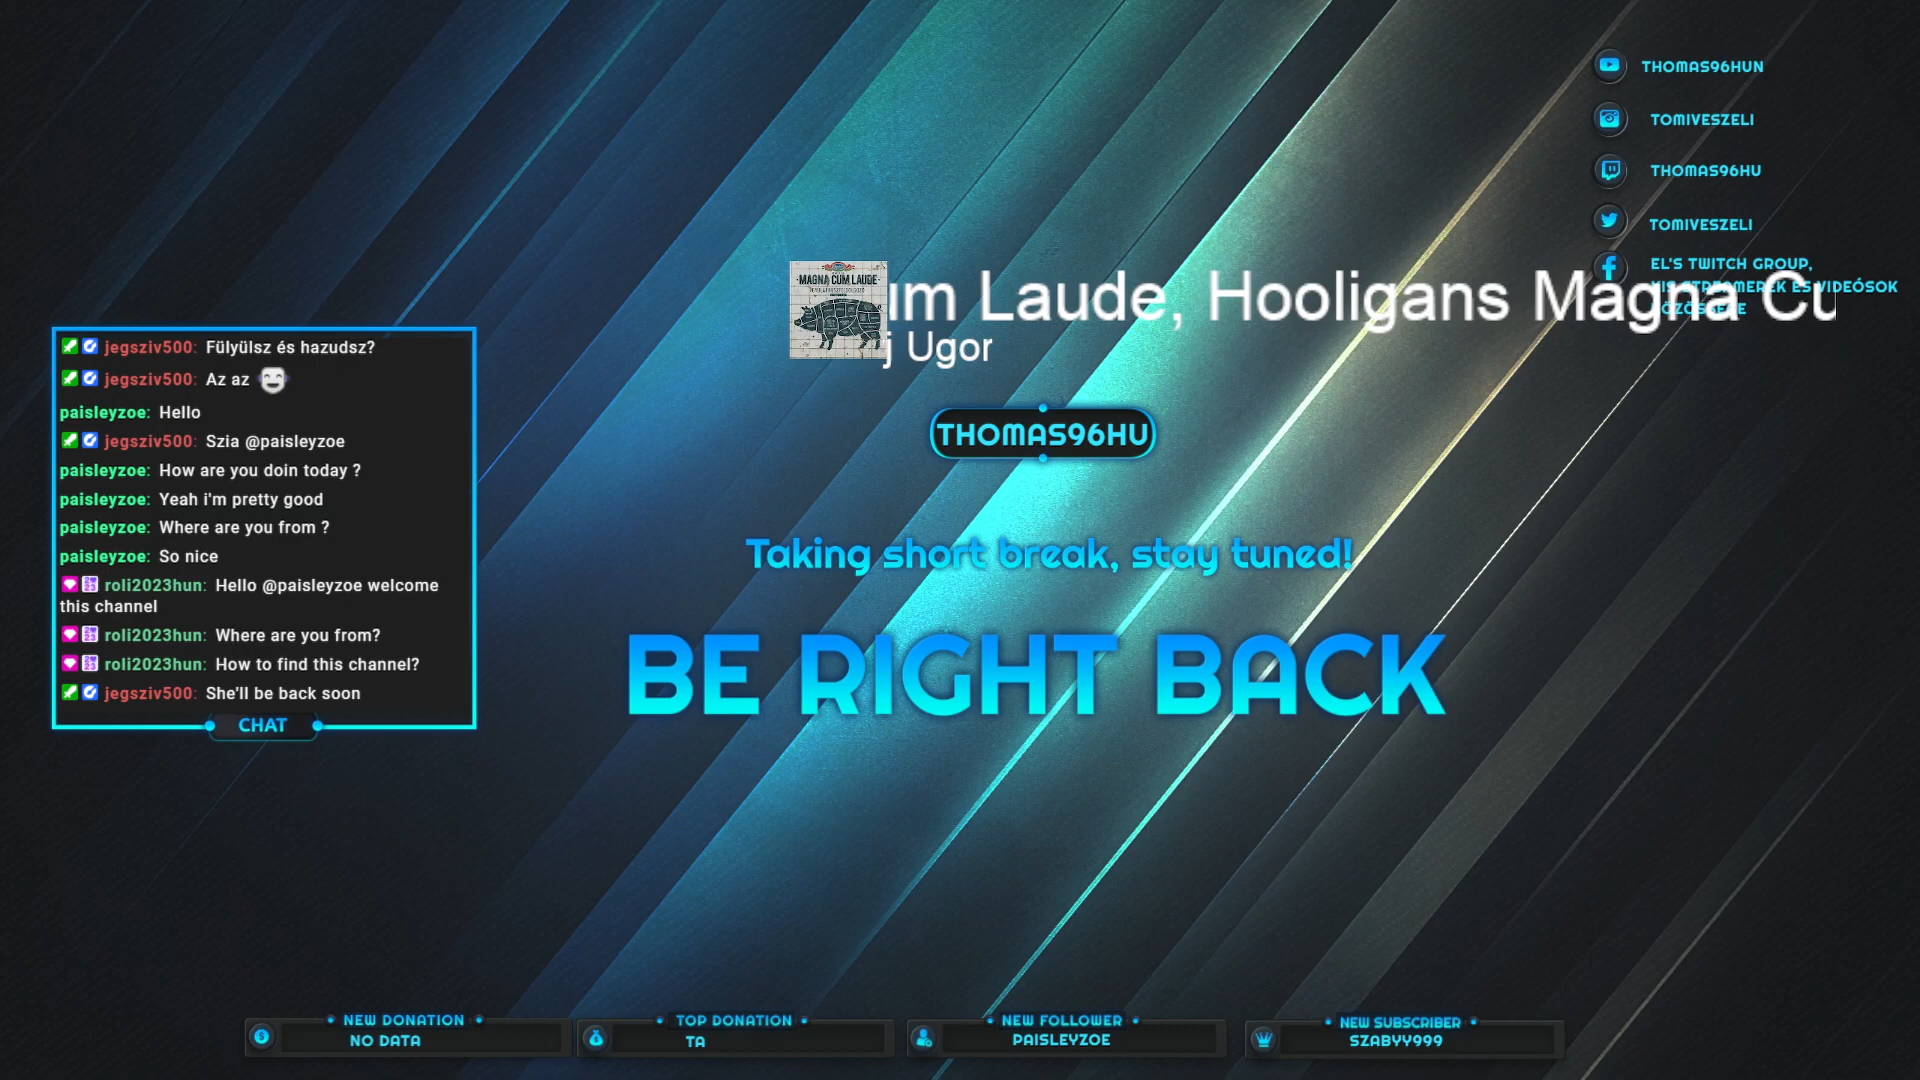 THOMAS96HUN
TOMIVESZELI
THOMAS96HU
TOMIVESZELI
EL'S TWITCH GROUP,
KIS STREAMEREK ÉS VIDEÓSOK
MAGNA CUM LAUDE
um Laude, Hooligans Magna Cu
j Ugor
jegsziv500: Fülyülsz és hazudsz?
jegsziv500: Az az
paisleyzoe: Hello
jegsziv500: Szia @paisleyzoe
paisleyzoe: How are you doin today ?
paisleyzoe: Yeah i'm pretty good
paisleyzoe: Where are you from ?
paisleyzoe: So nice
roli2023hun: Hello @paisleyzoe welcome
this channel
roli2023hun: Where are you from?
roli2023hun: How to find this channel?
jegsziv500: She'll be back soon
CHAT
THOMAS96HU
Taking short break, stay tuned!
BE RIGHT BACK
NEW DONATION
NO DATA
TOP DONATION
TA
NEW FOLLOWER
PAISLEYZOE
NEW SUBSCRIBER
SZABYY999